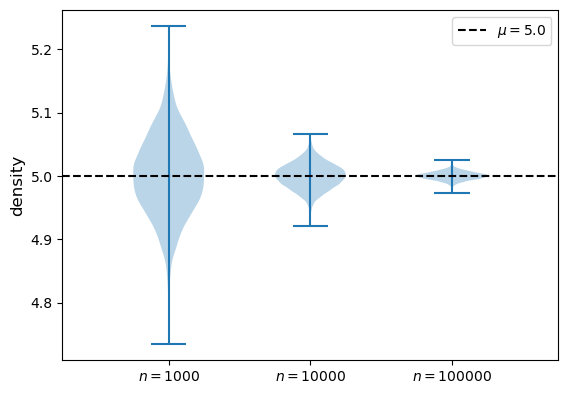 μ = 5.0
5.2
5.1
5.0
4.9
4.8
density
n = 1000 n = 10000 n = 100000